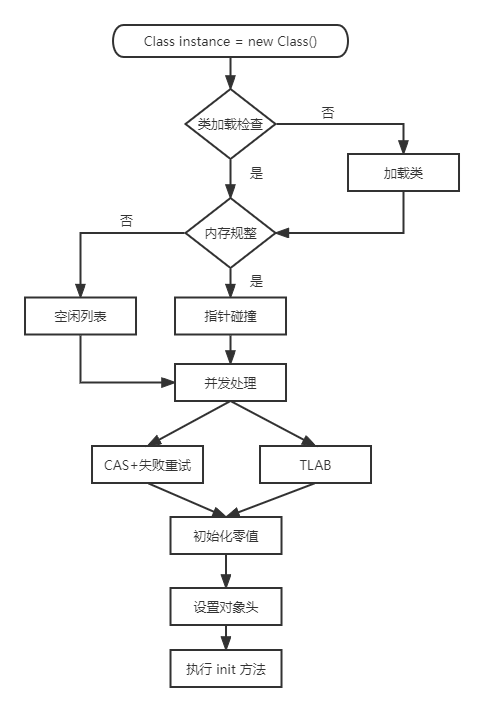 Class instance = new Class()
类加载检查
否
加载类
是
内存规整
否
是
空闲列表
指针碰撞
并发处理
CAS+失败重试
TLAB
初始化零值
设置对象头
执行 init 方法